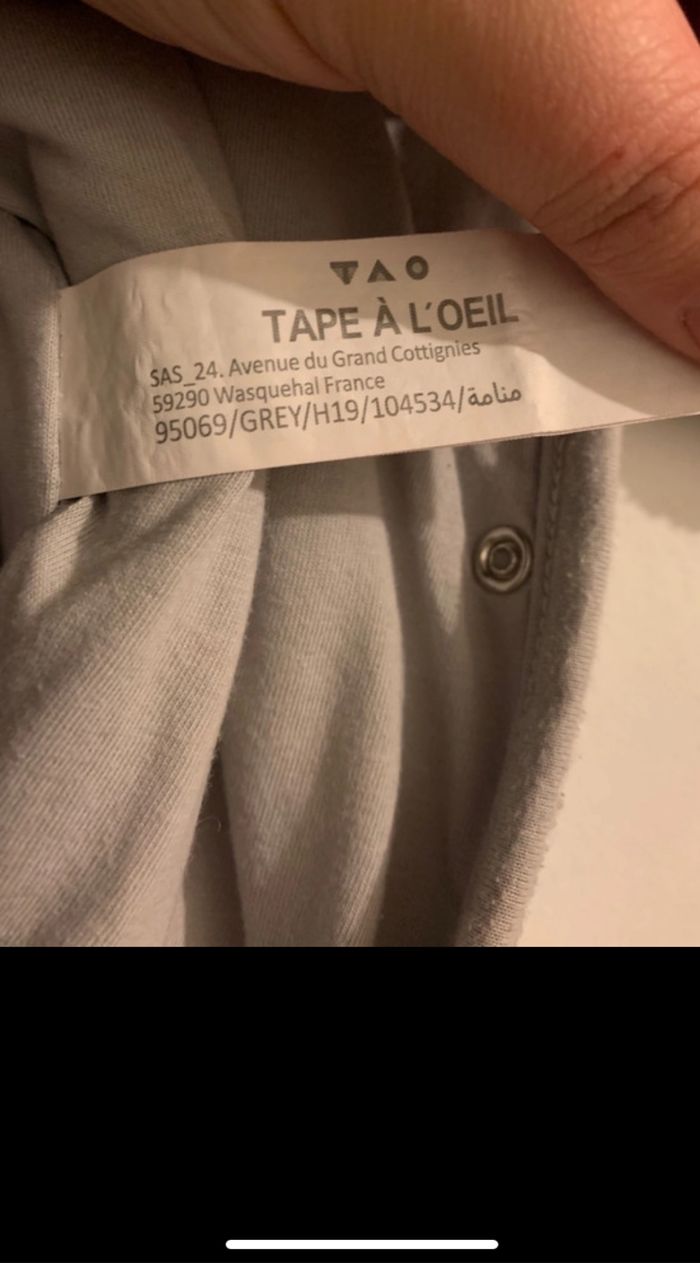 TAO
TAPE À L'OEIL
SAS_24. Avenue du Grand Cottignies
59290 Wasquehal France
95069/GREY/H19/104534/منامة